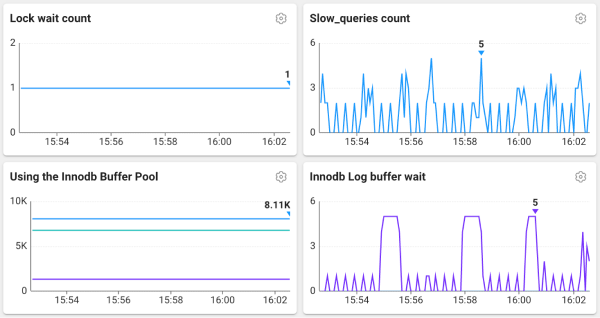 Lock wait count
2
1
0
1
15:54 15:56 15:58 16:00 16:02
Slow_queries count
6
3
0
5
15:54 15:56 15:58 16:00 16:02
Using the Innodb Buffer Pool
10K
5K
0
8.11K
15:54 15:56 15:58 16:00 16:02
Innodb Log buffer wait
6
3
0
5
15:54 15:56 15:58 16:00 16:02